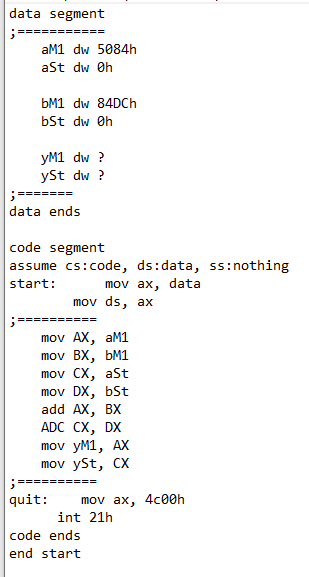 data segment
;===========
aM1 dw 5084h
aSt dw 0h
bM1 dw 84DCh
bSt dw 0h
yM1 dw ?
ySt dw ?
;=======
data ends
code segment
assume cs:code, ds:data, ss:nothing
start: mov ax, data
mov ds, ax
;==========
mov AX, aM1
mov BX, bM1
mov CX, aSt
mov DX, bSt
add AX, BX
ADC CX, DX
mov yM1, AX
mov ySt, CX
;==========
quit: mov ax, 4c00h
int 21h
code ends
end start